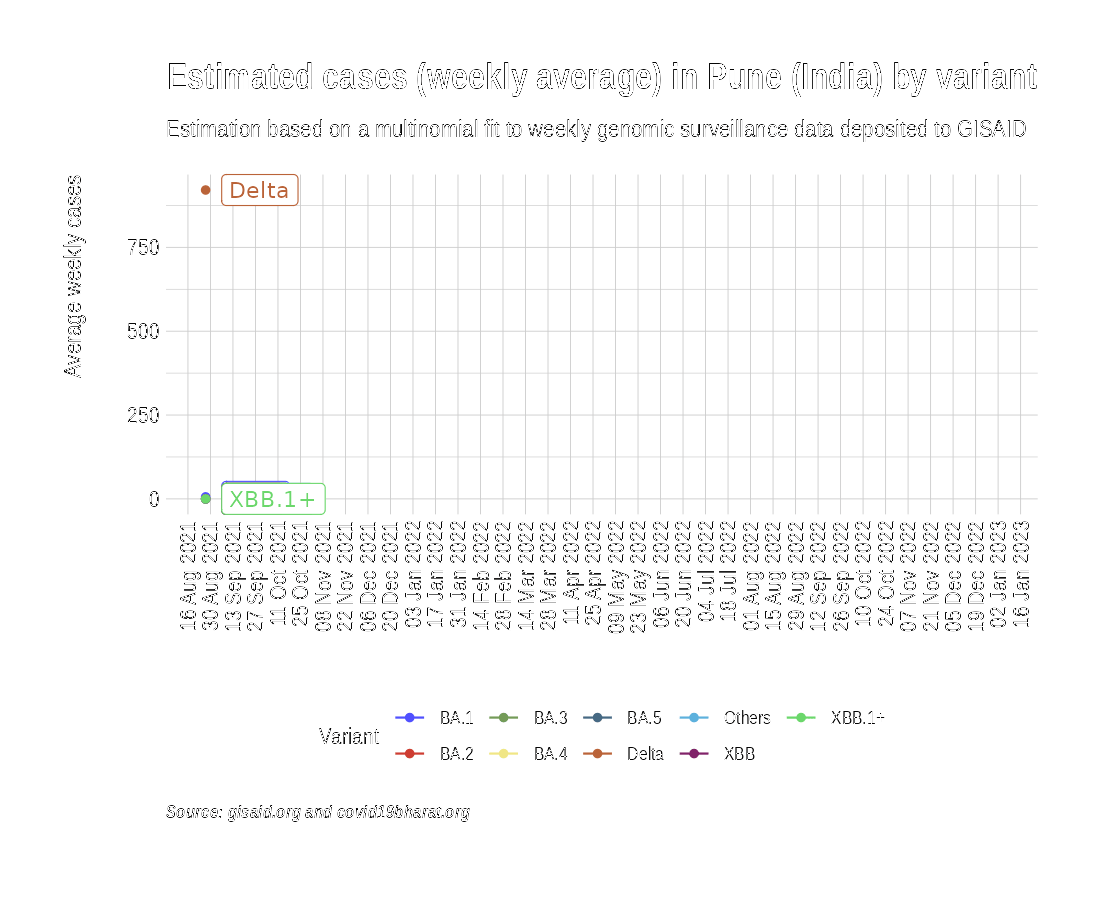 Estimated cases (weekly average) in Pune (India) by variant
Estimation based on a multinomial fit to weekly genomic surveillance data deposited to GISAID
Average weekly cases
Delta
750
500
250
0
XBB.1+
16 Aug 2021
30 Aug 2021
13 Sep 2021
27 Sep 2021
11 Oct 2021
25 Oct 2021
08 Nov 2021
22 Nov 2021
06 Dec 2021
20 Dec 2021
03 Jan 2022
17 Jan 2022
31 Jan 2022
14 Feb 2022
28 Feb 2022
14 Mar 2022
28 Mar 2022
11 Apr 2022
25 Apr 2022
09 May 2022
23 May 2022
06 Jun 2022
20 Jun 2022
04 Jul 2022
18 Jul 2022
01 Aug 2022
15 Aug 2022
29 Aug 2022
12 Sep 2022
26 Sep 2022
10 Oct 2022
24 Oct 2022
07 Nov 2022
21 Nov 2022
05 Dec 2022
19 Dec 2022
02 Jan 2023
16 Jan 2023
Variant
BA.1 BA.3 BA.5 Others XBB.1+
BA.2 BA.4 Delta XBB
Source: gisaid.org and covid19bharat.org